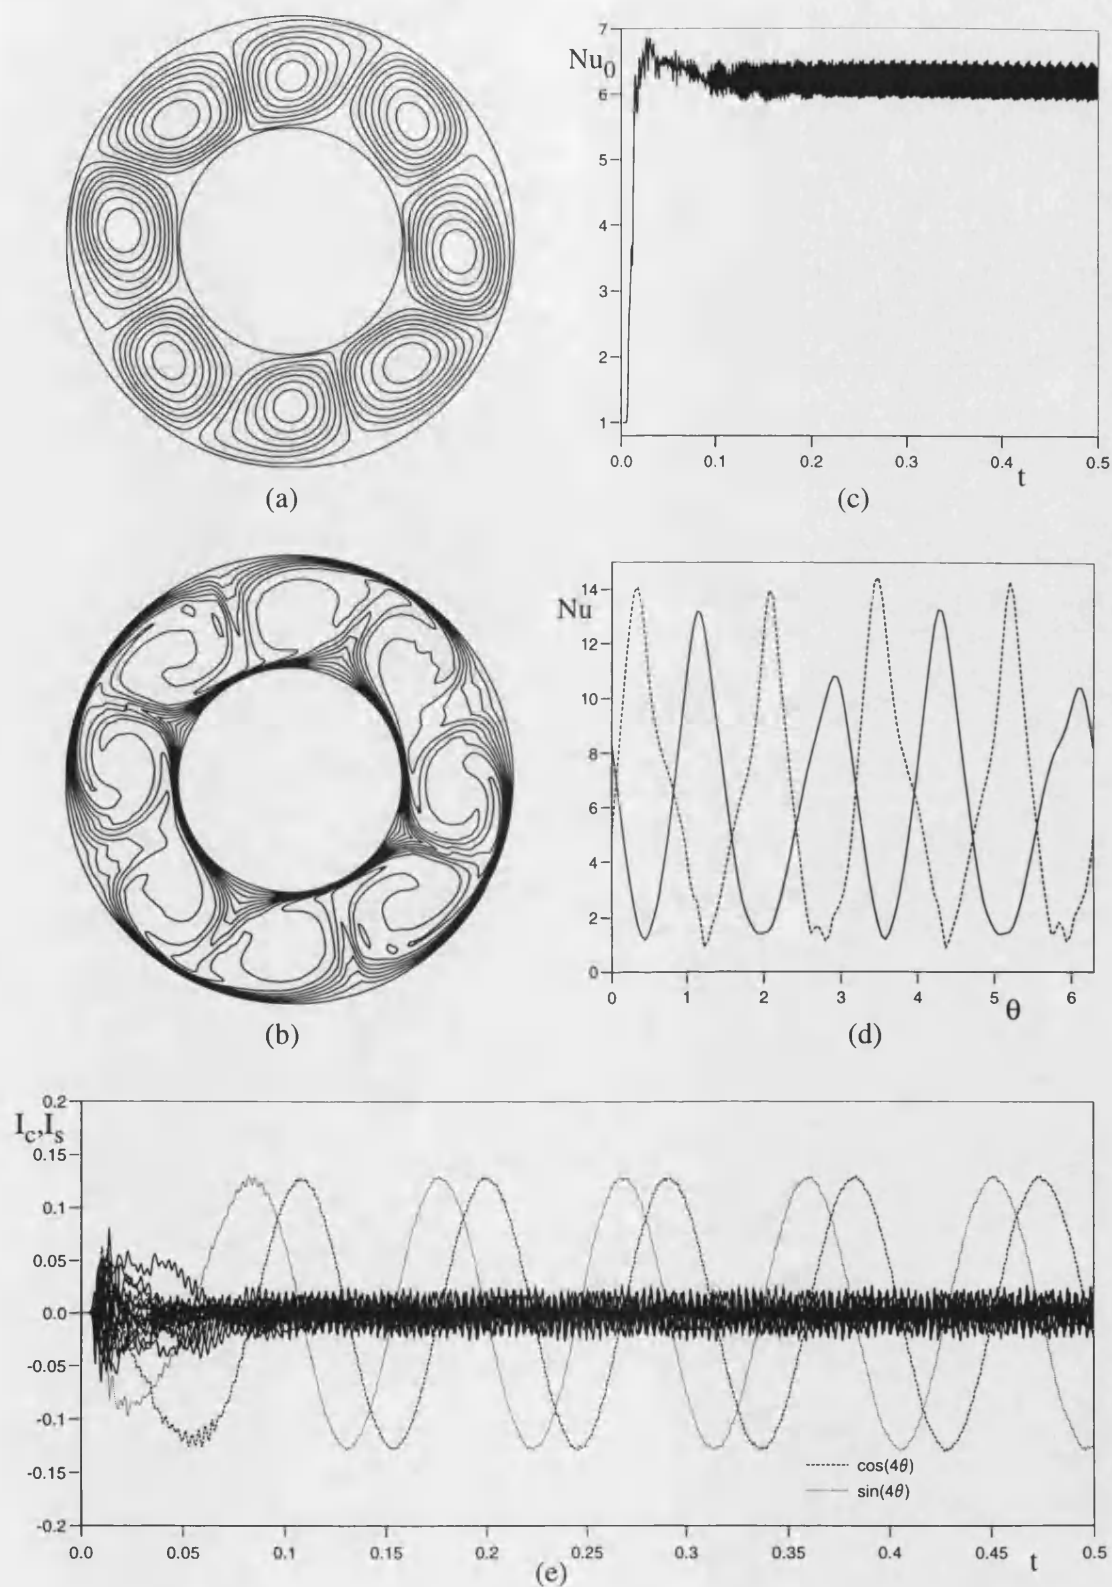 (a)
Nu0
7
6
5
4
3
2
1
0.0 0.1 0.2 0.3 0.4 0.5
t
(c)
(b)
Nu
14
12
10
8
6
4
2
0
0 1 2 3 4 5 6
θ
(d)
Ic,Is
0.2
0.15
0.1
0.05
0.0
-0.05
-0.1
-0.15
-0.2
cos(4θ)
sin(4θ)
0.0 0.05 0.1 0.15 0.2 0.25 0.3 0.35 0.4 0.45 0.5
t
(e)